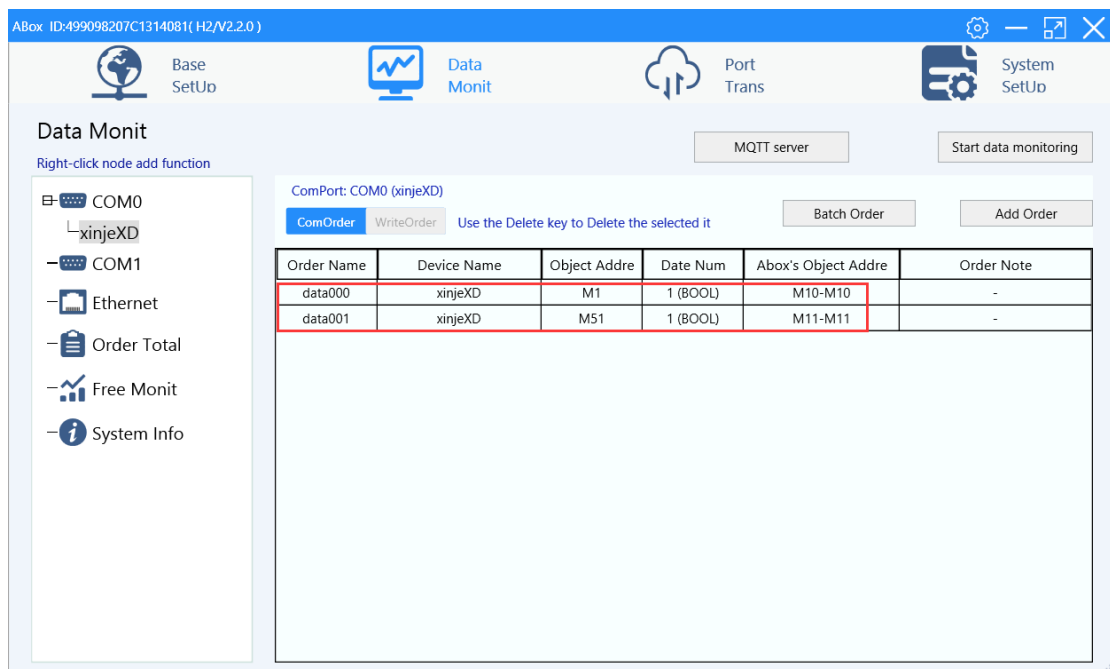 ABox ID:499098207C1314081( H2/V2.2.0 )
Base SetUp
Data Monit
Port Trans
System SetUp
Data Monit
MQTT server
Start data monitoring
Right-click node add function
COM0
xinjeXD
COM1
Ethernet
Order Total
Free Monit
System Info
ComPort: COM0 (xinjeXD)
ComOrder WriteOrder Use the Delete key to Delete the selected it
Batch Order
Add Order
Order Name Device Name Object Addre Date Num Abox's Object Addre Order Note
data000 xinjeXD M1 1 (BOOL) M10-M10 -
data001 xinjeXD M51 1 (BOOL) M11-M11 -